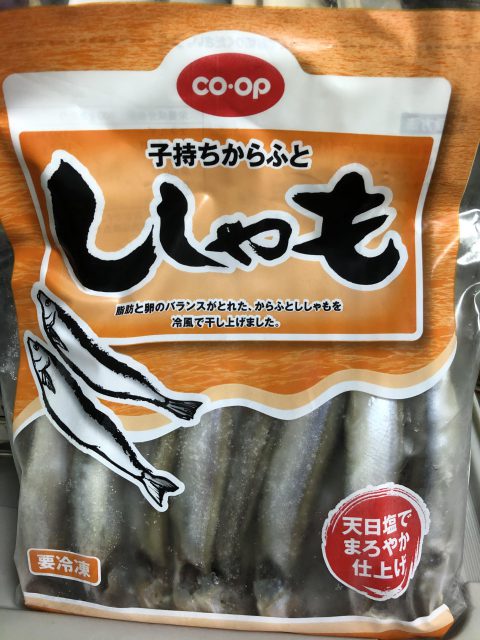 CO·OP
子持ちからふと
ししゃも
脂肪と卵のバランスがとれた、からふとししゃもを
冷風で干し上げました。
要冷凍
天日塩で
まろやか
仕上げ